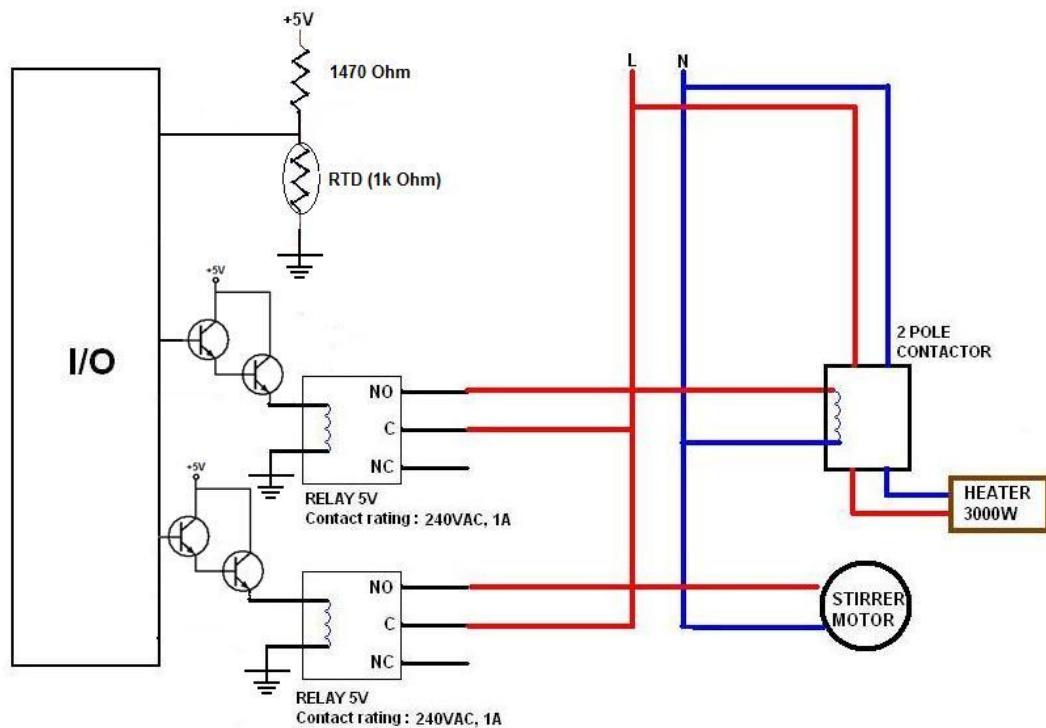 +5V
1470 Ohm
RTD (1k Ohm)
L
N
I/O
+5V
NO
C
NC
RELAY 5V
Contact rating : 240VAC, 1A
2 POLE
CONTACTOR
HEATER
3000W
+5V
NO
C
NC
RELAY 5V
Contact rating : 240VAC, 1A
STIRRER
MOTOR